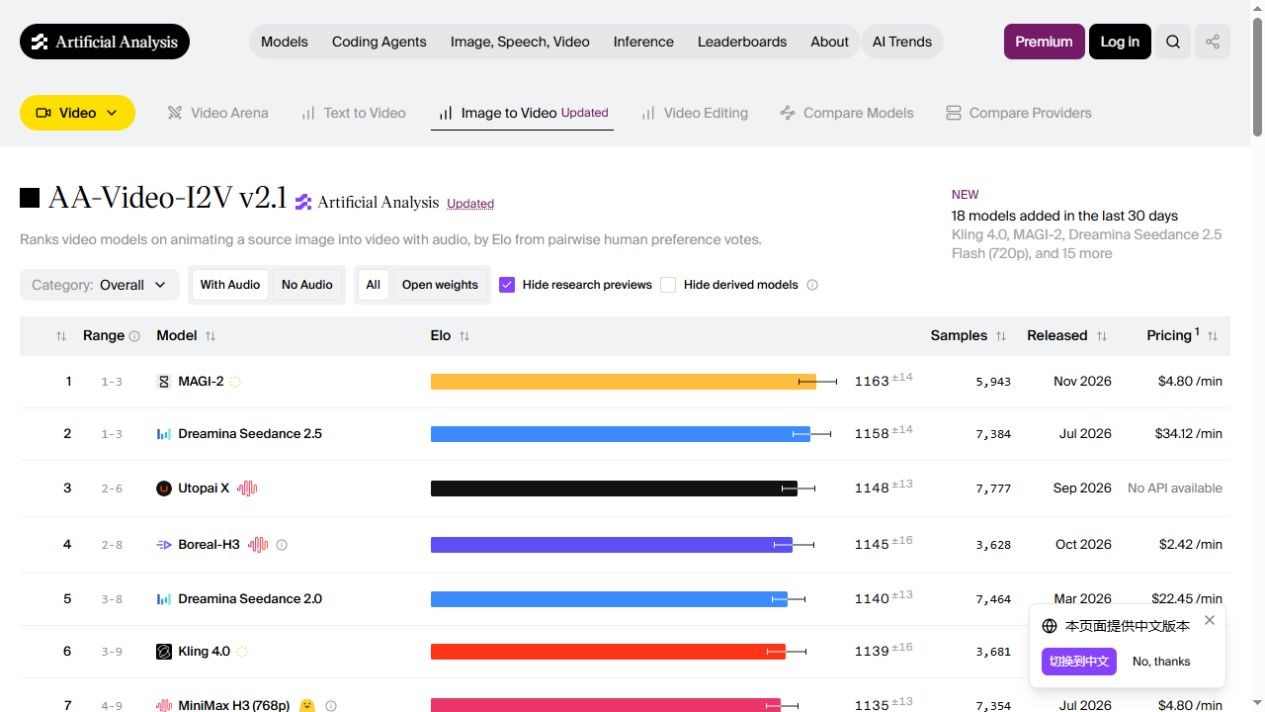 Artificial Analysis
Models Coding Agents Image, Speech, Video Inference Leaderboards About AI Trends Premium Log in
Video Video Arena Text to Video Image to Video Updated Video Editing Compare Models Compare Providers
AA-Video-I2V v2.1 Artificial Analysis Updated
Ranks video models on animating a source image into video with audio, by Elo from pairwise human preference votes.
NEW
18 models added in the last 30 days
Kling 4.0, MAGI-2, Dreamina Seedance 2.5
Flash (720p), and 15 more
Category: Overall With Audio No Audio All Open weights Hide research previews Hide derived models
Range Model Elo Samples Released Pricing 1
1 1-3 MAGI-2 1163 ±14 5,943 Nov 2026 $4.80 /min
2 1-3 Dreamina Seedance 2.5 1158 ±14 7,384 Jul 2026 $34.12 /min
3 2-6 Utopai X 1148 ±13 7,777 Sep 2026 No API available
4 2-8 Boreal-H3 1145 ±16 3,628 Oct 2026 $2.42 /min
5 3-8 Dreamina Seedance 2.0 1140 ±13 7,464 Mar 2026 $22.45 /min
6 3-9 Kling 4.0 1139 ±16 3,681
7 4-9 MiniMax H3 (768p) 1135 ±13 7,354 Jul 2026 $4.80 /min
本页面提供中文版本
切换到中文 No, thanks